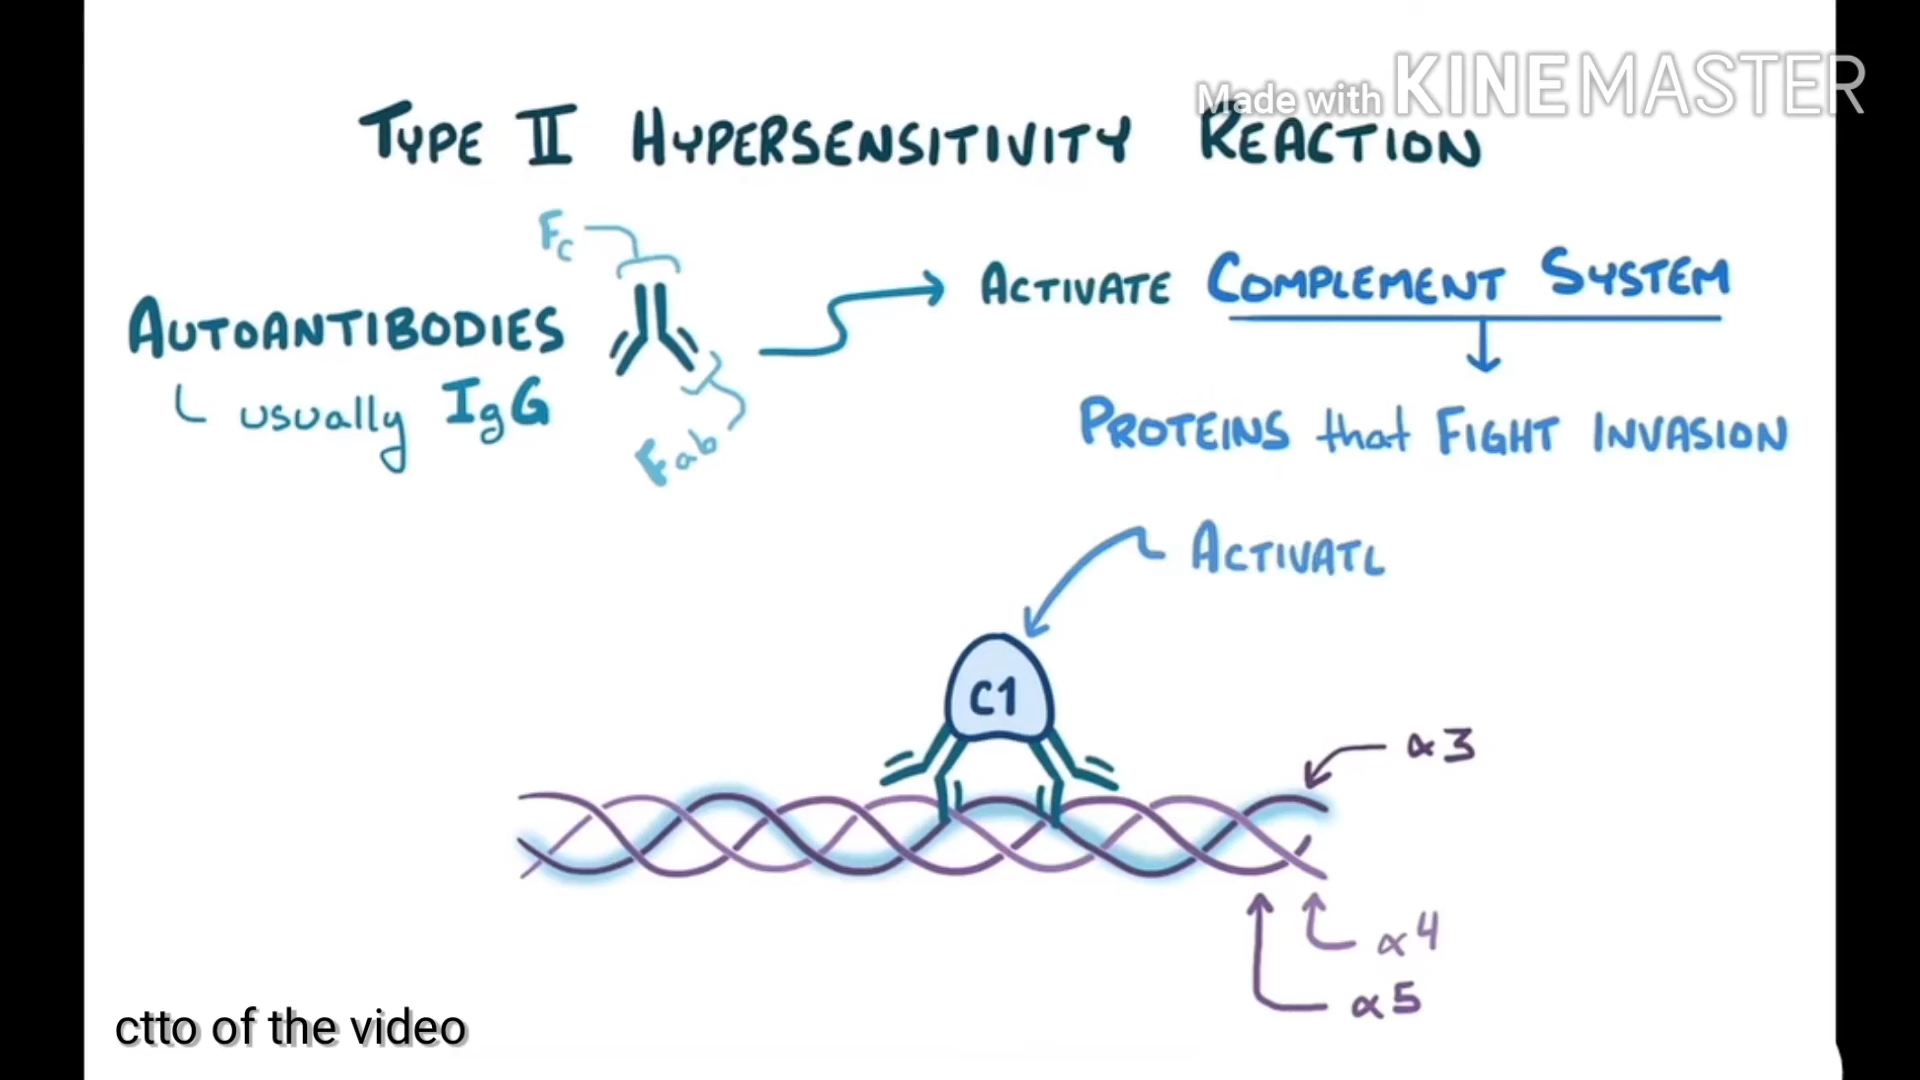 Made with KINEMASTER
TYPE II HYPERSENSITIVITY REACTION
Fc
AUTOANTIBODIES
usually IgG
Fab
ACTIVATE COMPLEMENT SYSTEM
PROTEINS that FIGHT INVASION
ACTIVATL
C1
α3
α4
α5
ctto of the video